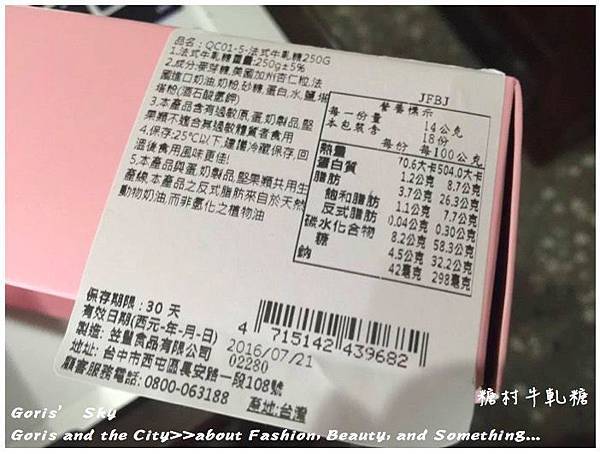 品名：QC01-5-法式牛軋糖250G
1.法式牛軋糖重量:250g±5%
2.成分:麥芽糖,美國加州杏仁粒,法
國進口奶油,奶粉,砂糖,蛋白,水,鹽,塔
塔粉(酒石酸氫鉀)
3.本產品含有過敏原,蛋,奶製品,堅
果類不適合其過敏體質者食用
4.保存:25℃以下,建議冷藏保存,回
溫後食用風味更佳!
5.本產品與蛋,奶製品,堅果類共用生
產線.本產品之反式脂肪來自於天然
動物奶油,而非氫化之植物油
JFBJ
營養標示
每一份量 14公克
本包裝含 18份
每份 每100公克
熱量 70.6大卡 504.0大卡
蛋白質 1.2公克 8.7公克
脂肪 3.7公克 26.3公克
飽和脂肪 1.1公克 7.7公克
反式脂肪 0.04公克 0.30公克
碳水化合物 8.2公克 58.3公克
糖 4.5公克 32.2公克
鈉 42毫克 298毫克
保存期限：30 天
有效日期(西元-年-月-日)
2016/07/21
製造: 笠豐食品有限公司
02280
地址: 台中市西屯區長安路一段108號
顧客服務電話: 0800-063188
產地:台灣
4 715142 439682
糖村牛軋糖
Goris' Sky
Goris and the City>>about Fashion, Beauty, and Something...